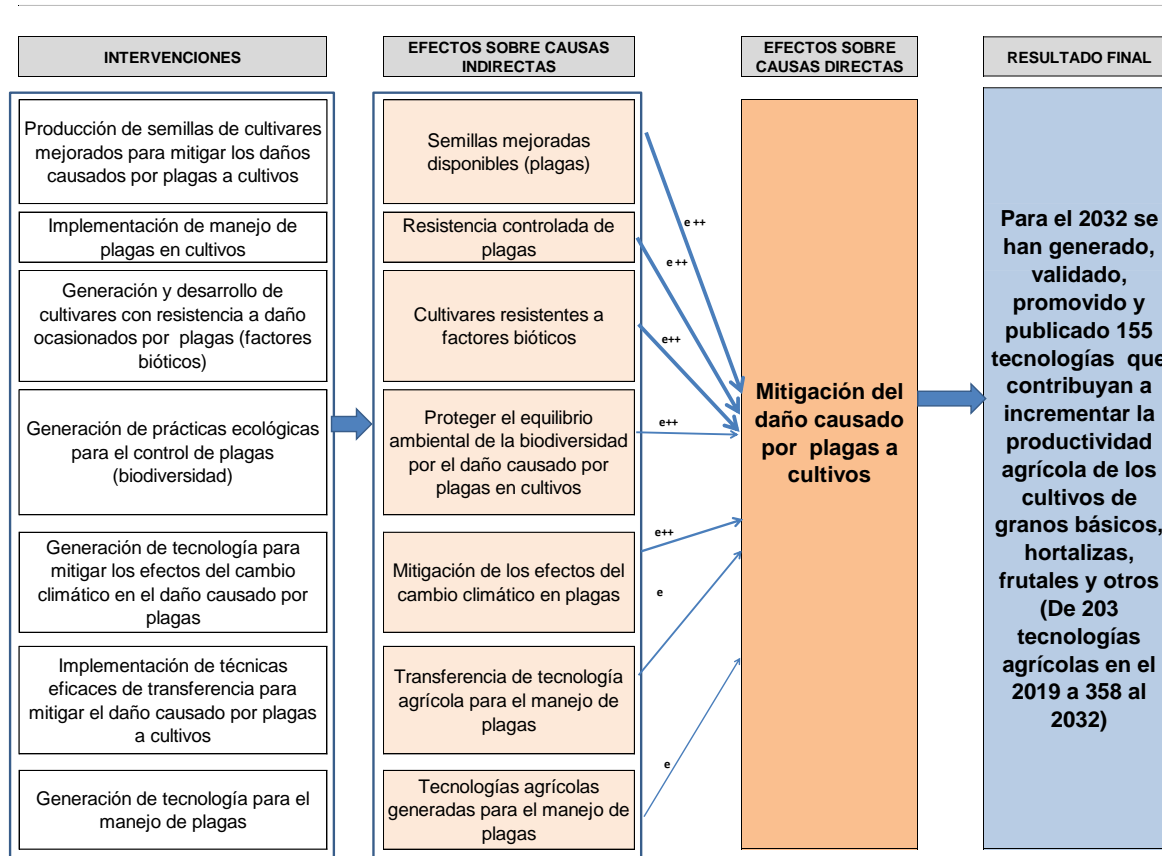 INTERVENCIONES
Producción de semillas de cultivares
mejorados para mitigar los daños
causados por plagas a cultivos
Implementación de manejo de
plagas en cultivos
Generación y desarrollo de
cultivares con resistencia a daño
ocasionados por plagas (factores
bióticos)
Generación de prácticas ecológicas
para el control de plagas
(biodiversidad)
Generación de tecnología para
mitigar los efectos del cambio
climático en el daño causado por
plagas
Implementación de técnicas
eficaces de transferencia para
mitigar el daño causado por plagas
a cultivos
Generación de tecnología para el
manejo de plagas
EFECTOS SOBRE CAUSAS
INDIRECTAS
Semillas mejoradas
disponibles (plagas)
Resistencia controlada de
plagas
Cultivares resistentes a
factores bióticos
Proteger el equilibrio
ambiental de la biodiversidad
por el daño causado por
plagas en cultivos
Mitigación de los efectos del
cambio climático en plagas
Transferencia de tecnología
agrícola para el manejo de
plagas
Tecnologías agrícolas
generadas para el manejo de
plagas
e ++
e ++
e++
e++
e++
e
e
EFECTOS SOBRE
CAUSAS DIRECTAS
Mitigación del
daño causado
por plagas a
cultivos
RESULTADO FINAL
Para el 2032 se
han generado,
validado,
promovido y
publicado 155
tecnologías que
contribuyan a
incrementar la
productividad
agrícola de los
cultivos de
granos básicos,
hortalizas,
frutales y otros
(De 203
tecnologías
agrícolas en el
2019 a 358 al
2032)